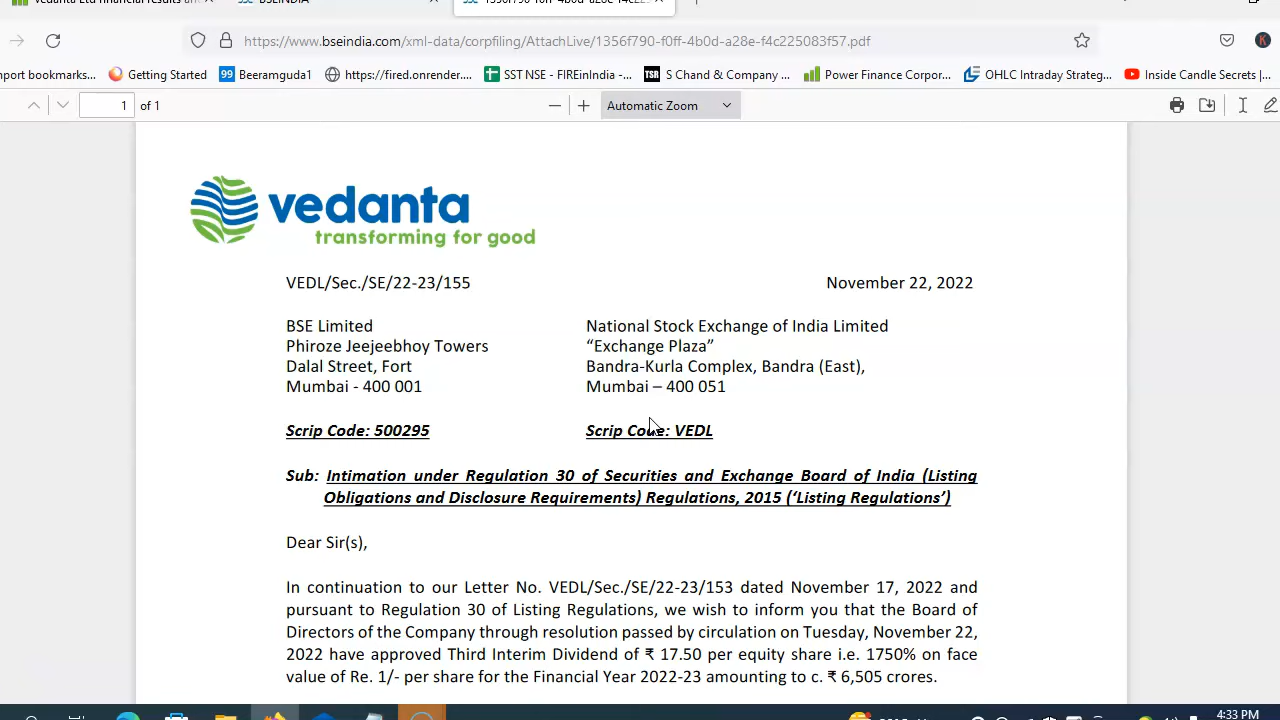 BSEINDIA
https://www.bseindia.com/xml-data/corpfiling/AttachLive/1356f790-f0ff-4b0d-a28e-f4c225083f57.pdf
mport bookmarks... Getting Started 99 Beeramguda1 https://fired.onrender.... SST NSE - FIREinIndia -... TSR S Chand & Company ... Power Finance Corpor... OHLC Intraday Strateg... Inside Candle Secrets |...
1 of 1 Automatic Zoom
vedanta
transforming for good
VEDL/Sec./SE/22-23/155 November 22, 2022
BSE Limited National Stock Exchange of India Limited
Phiroze Jeejeebhoy Towers “Exchange Plaza”
Dalal Street, Fort Bandra-Kurla Complex, Bandra (East),
Mumbai - 400 001 Mumbai – 400 051
Scrip Code: 500295 Scrip Code: VEDL
Sub: Intimation under Regulation 30 of Securities and Exchange Board of India (Listing
Obligations and Disclosure Requirements) Regulations, 2015 (‘Listing Regulations’)
Dear Sir(s),
In continuation to our Letter No. VEDL/Sec./SE/22-23/153 dated November 17, 2022 and
pursuant to Regulation 30 of Listing Regulations, we wish to inform you that the Board of
Directors of the Company through resolution passed by circulation on Tuesday, November 22,
2022 have approved Third Interim Dividend of ₹ 17.50 per equity share i.e. 1750% on face
value of Re. 1/- per share for the Financial Year 2022-23 amounting to c. ₹ 6,505 crores.
4:33 PM